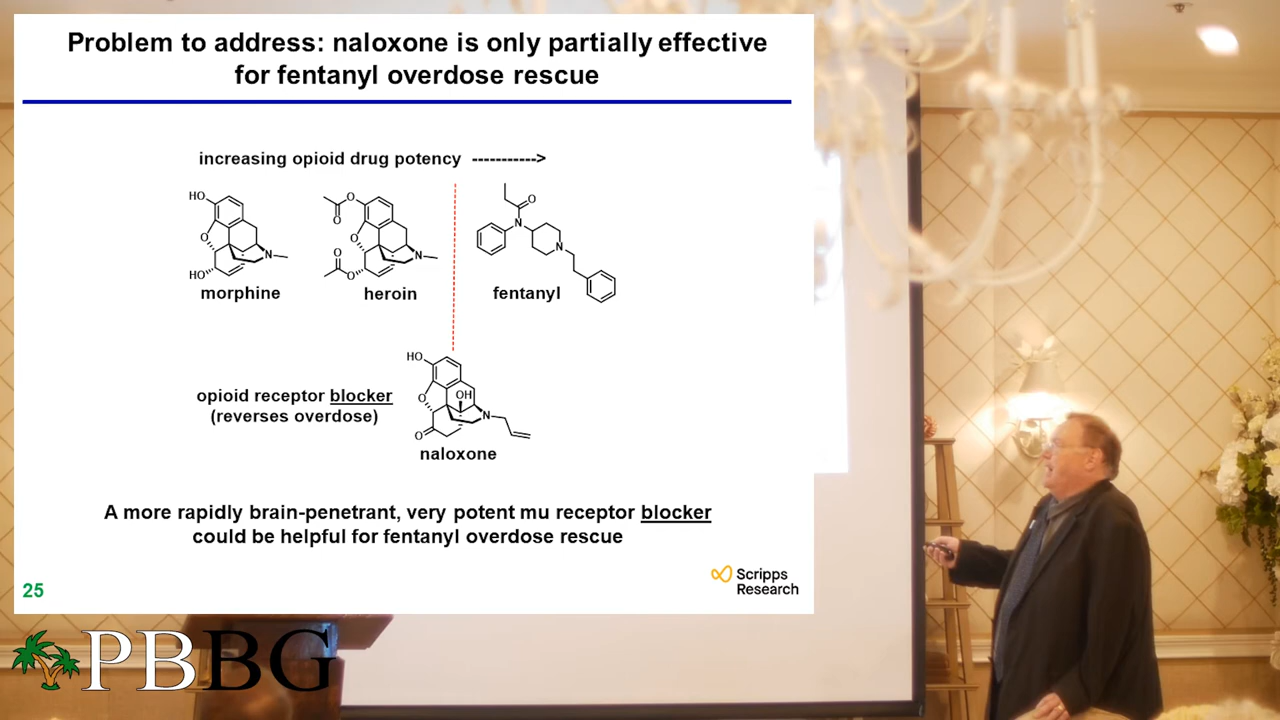 Problem to address: naloxone is only partially effective
for fentanyl overdose rescue
increasing opioid drug potency ----------->
HO
O
HO
N
morphine
O
O
O
O
O
N
heroin
O
N
N
fentanyl
opioid receptor blocker
(reverses overdose)
HO
O
OH
N
O
naloxone
A more rapidly brain-penetrant, very potent mu receptor blocker
could be helpful for fentanyl overdose rescue
25
Scripps
Research
PBBG